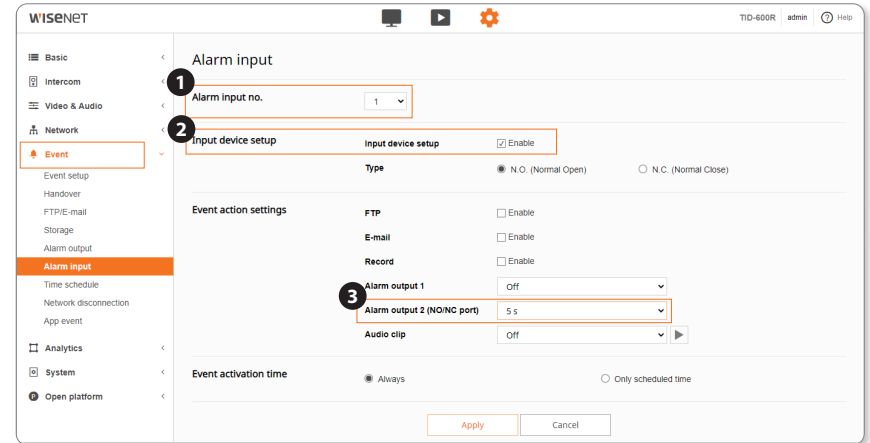 WISENET
TID-600R admin Help
Basic
Intercom
Video & Audio
Network
Event
Event setup
Handover
FTP/E-mail
Storage
Alarm output
Alarm input
Time schedule
Network disconnection
App event
Analytics
System
Open platform
Alarm input
1
Alarm input no. 1
2
Input device setup Input device setup Enable
Type N.O. (Normal Open) N.C. (Normal Close)
Event action settings FTP Enable
E-mail Enable
Record Enable
Alarm output 1 Off
3
Alarm output 2 (NO/NC port) 5 s
Audio clip Off
Event activation time Always Only scheduled time
Apply Cancel